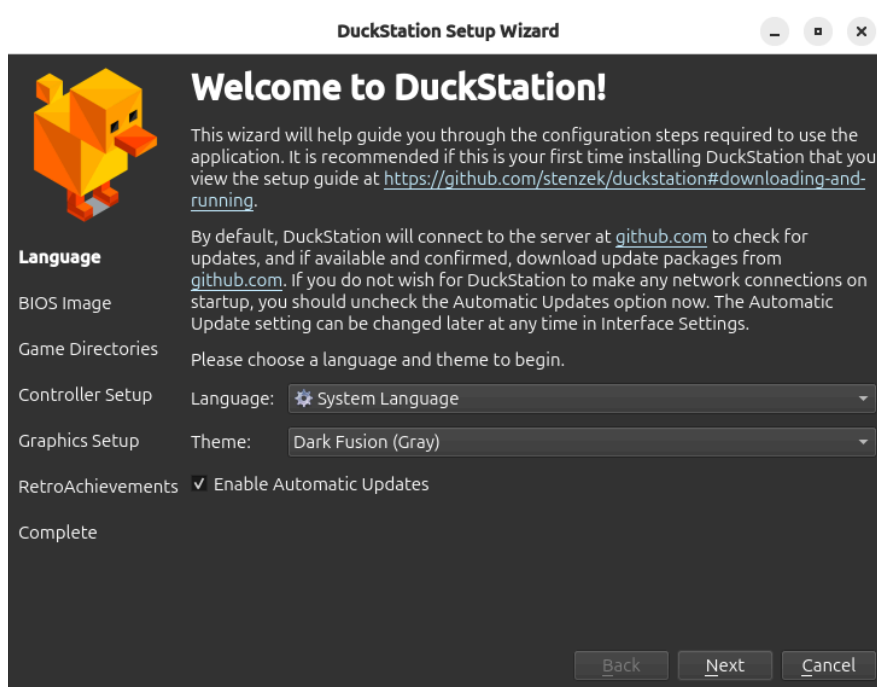 DuckStation Setup Wizard
Welcome to DuckStation!
This wizard will help guide you through the configuration steps required to use the
application. It is recommended if this is your first time installing DuckStation that you
view the setup guide at https://github.com/stenzek/duckstation#downloading-and-
running.
By default, DuckStation will connect to the server at github.com to check for
updates, and if available and confirmed, download update packages from
github.com. If you do not wish for DuckStation to make any network connections on
startup, you should uncheck the Automatic Updates option now. The Automatic
Update setting can be changed later at any time in Interface Settings.
Please choose a language and theme to begin.
Language
BIOS Image
Game Directories
Controller Setup
Graphics Setup
RetroAchievements
Complete
Language: System Language
Theme: Dark Fusion (Gray)
Enable Automatic Updates
Back Next Cancel